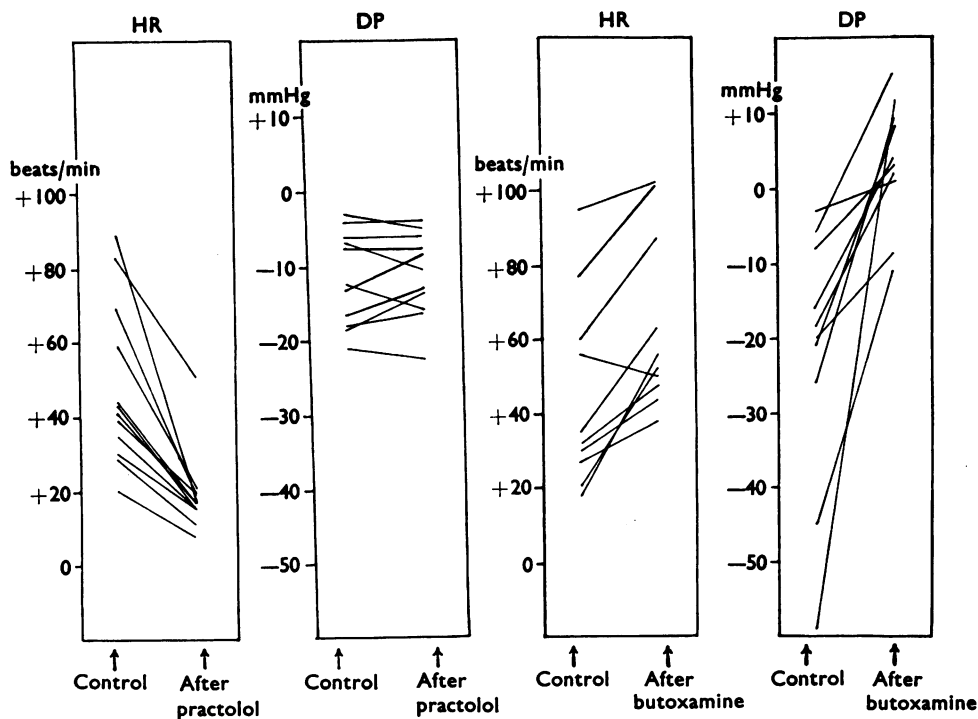 HR
DP
HR
DP
beats/min
+100
+80
+60
+40
+20
0
Control
After
practolol
mmHg
+10
0
—10
—20
—30
—40
—50
Control
After
practolol
beats/min
+100
+80
+60
+40
+20
0
Control
After
butoxamine
mmHg
+10
0
—10
—20
—30
—40
—50
Control
After
butoxamine